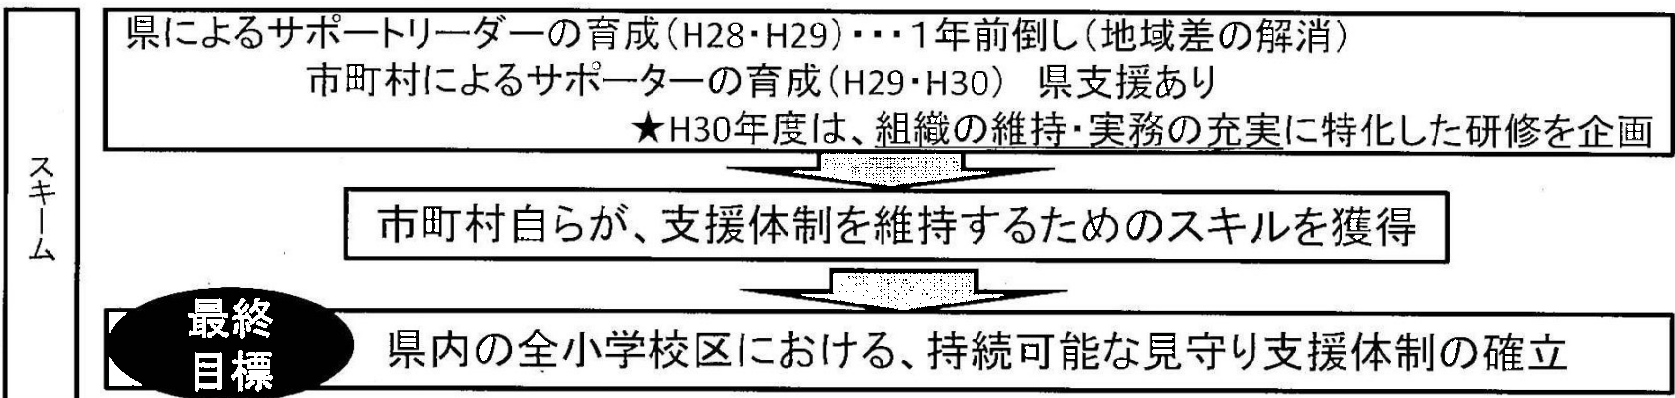 スキーム
県によるサポートリーダーの育成(H28・H29)・・・1年前倒し(地域差の解消)
市町村によるサポーターの育成(H29・H30) 県支援あり
★H30年度は、組織の維持・実務の充実に特化した研修を企画
市町村自らが、支援体制を維持するためのスキルを獲得
最終
目標
県内の全小学校区における、持続可能な見守り支援体制の確立